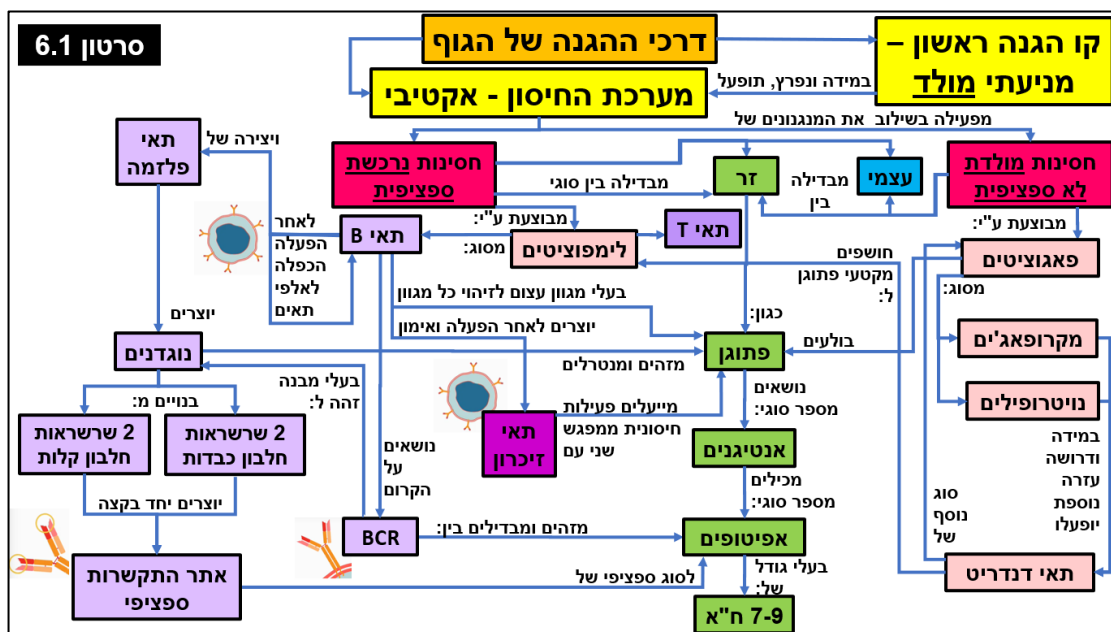 סרטון 6.1
דרכי ההגנה של הגוף
קו הגנה ראשון –
מניעתי מולד
במידה ונפרץ, תופעל
מערכת החיסון - אקטיבי
מפעילה בשילוב את המנגנונים של
חסינות מולדת
לא ספציפית
עצמי
זר
חסינות נרכשת
ספציפית
מבדילה
בין
מבדילה בין סוגי
ויצירה של
תאי
פלזמה
מבוצעת ע"י:
מבוצעת ע"י:
פאגוציטים
חושפים
מקטעי פתוגן
ל:
תאי T
לימפוציטים
מסוג:
תאי B
לאחר
הפעלה
הכפלה
לאלפי
תאים
מסוג:
מקרופאג'ים
נויטרופילים
בולעים
כגון:
פתוגן
בעלי מגוון עצום לזיהוי כל מגוון
יוצרים לאחר הפעלה ואימון
מזהים ומנטרלים
יוצרים
נוגדנים
בנויים מ:
בעלי מבנה
זהה ל:
2 שרשראות
חלבון כבדות
2 שרשראות
חלבון קלות
נושאים
מספר סוגי:
מייעלים פעילות
חיסונית ממפגש
שני עם
תאי
זיכרון
נושאים
על
הקרום
אנטיגנים
מכילים
מספר סוגי:
במידה
ודרושה
עזרה
נוספת
יופעלו
סוג
נוסף
של
יוצרים יחד בקצה
BCR
מזהים ומבדילים בין:
אפיטופים
תאי דנדריט
אתר התקשרות
ספציפי
לסוג ספציפי של
בעלי גודל
של:
7-9 ח"א